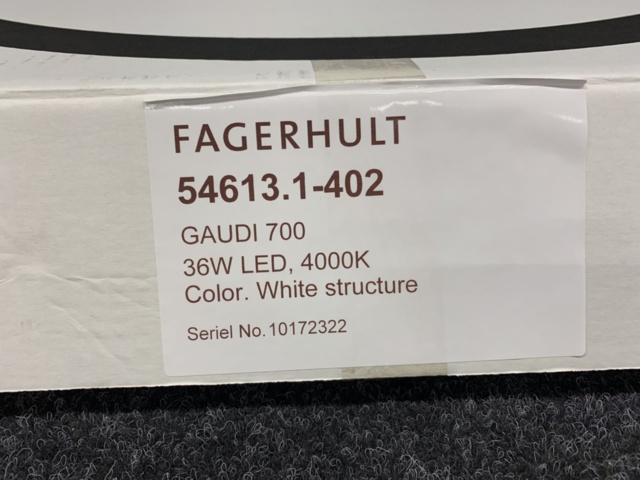 FAGERHULT
54613.1-402
GAUDI 700
36W LED, 4000K
Color. White structure
Seriel No. 10172322